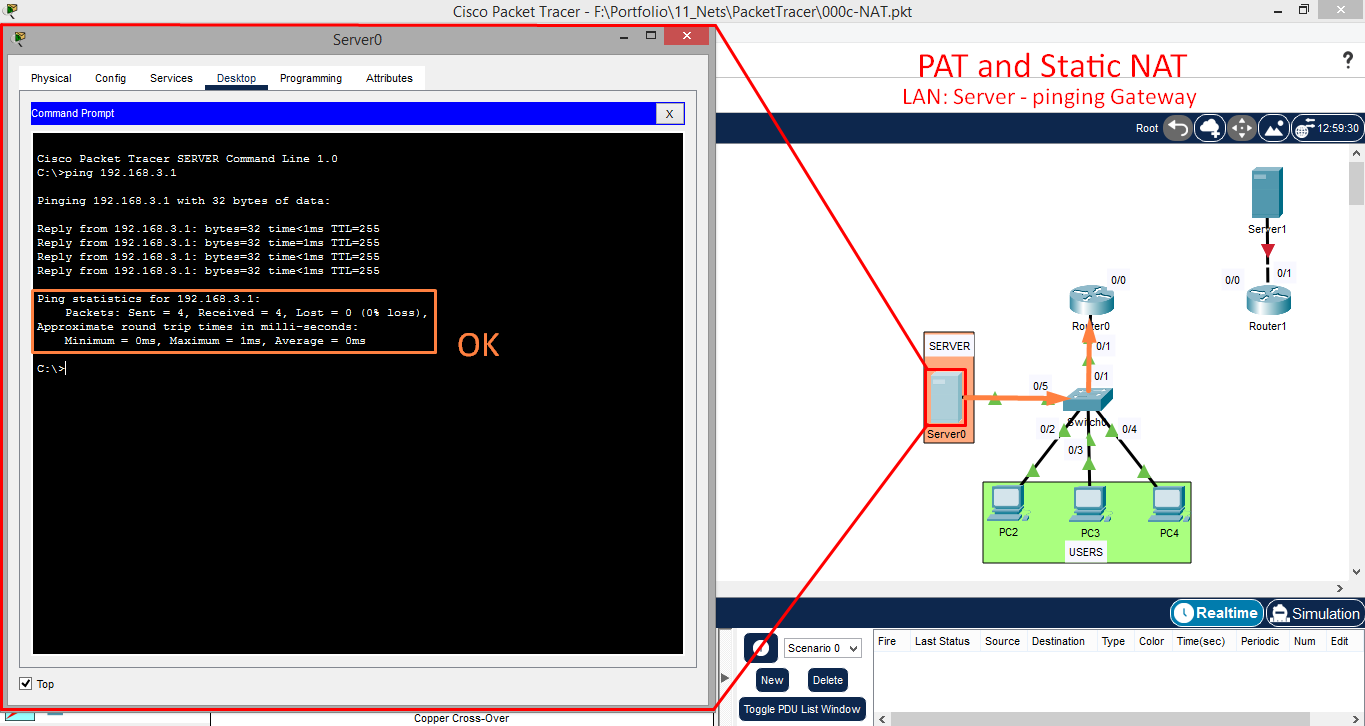 Cisco Packet Tracer - F:\Portfolio\11_Nets\PacketTracer\000c-NAT.pkt
Server0
Physical Config Services Desktop Programming Attributes
Command Prompt X
Cisco Packet Tracer SERVER Command Line 1.0
C:\>ping 192.168.3.1
Pinging 192.168.3.1 with 32 bytes of data:
Reply from 192.168.3.1: bytes=32 time<1ms TTL=255
Reply from 192.168.3.1: bytes=32 time=1ms TTL=255
Reply from 192.168.3.1: bytes=32 time<1ms TTL=255
Reply from 192.168.3.1: bytes=32 time<1ms TTL=255
Ping statistics for 192.168.3.1:
Packets: Sent = 4, Received = 4, Lost = 0 (0% loss),
Approximate round trip times in milli-seconds:
Minimum = 0ms, Maximum = 1ms, Average = 0ms
OK
C:\>
Top
Copper Cross-Over
PAT and Static NAT
?
LAN: Server - pinging Gateway
Root 12:59:30
Server1
0/0
0/0 0/1
Router0
Router1
0/1
SERVER
0/1
0/5
Server0
Switch0
0/2 0/4
0/3
PC2 PC3 PC4
USERS
Realtime Simulation
Scenario 0
New Delete
Toggle PDU List Window
Fire Last Status Source Destination Type Color Time(sec) Periodic Num Edit